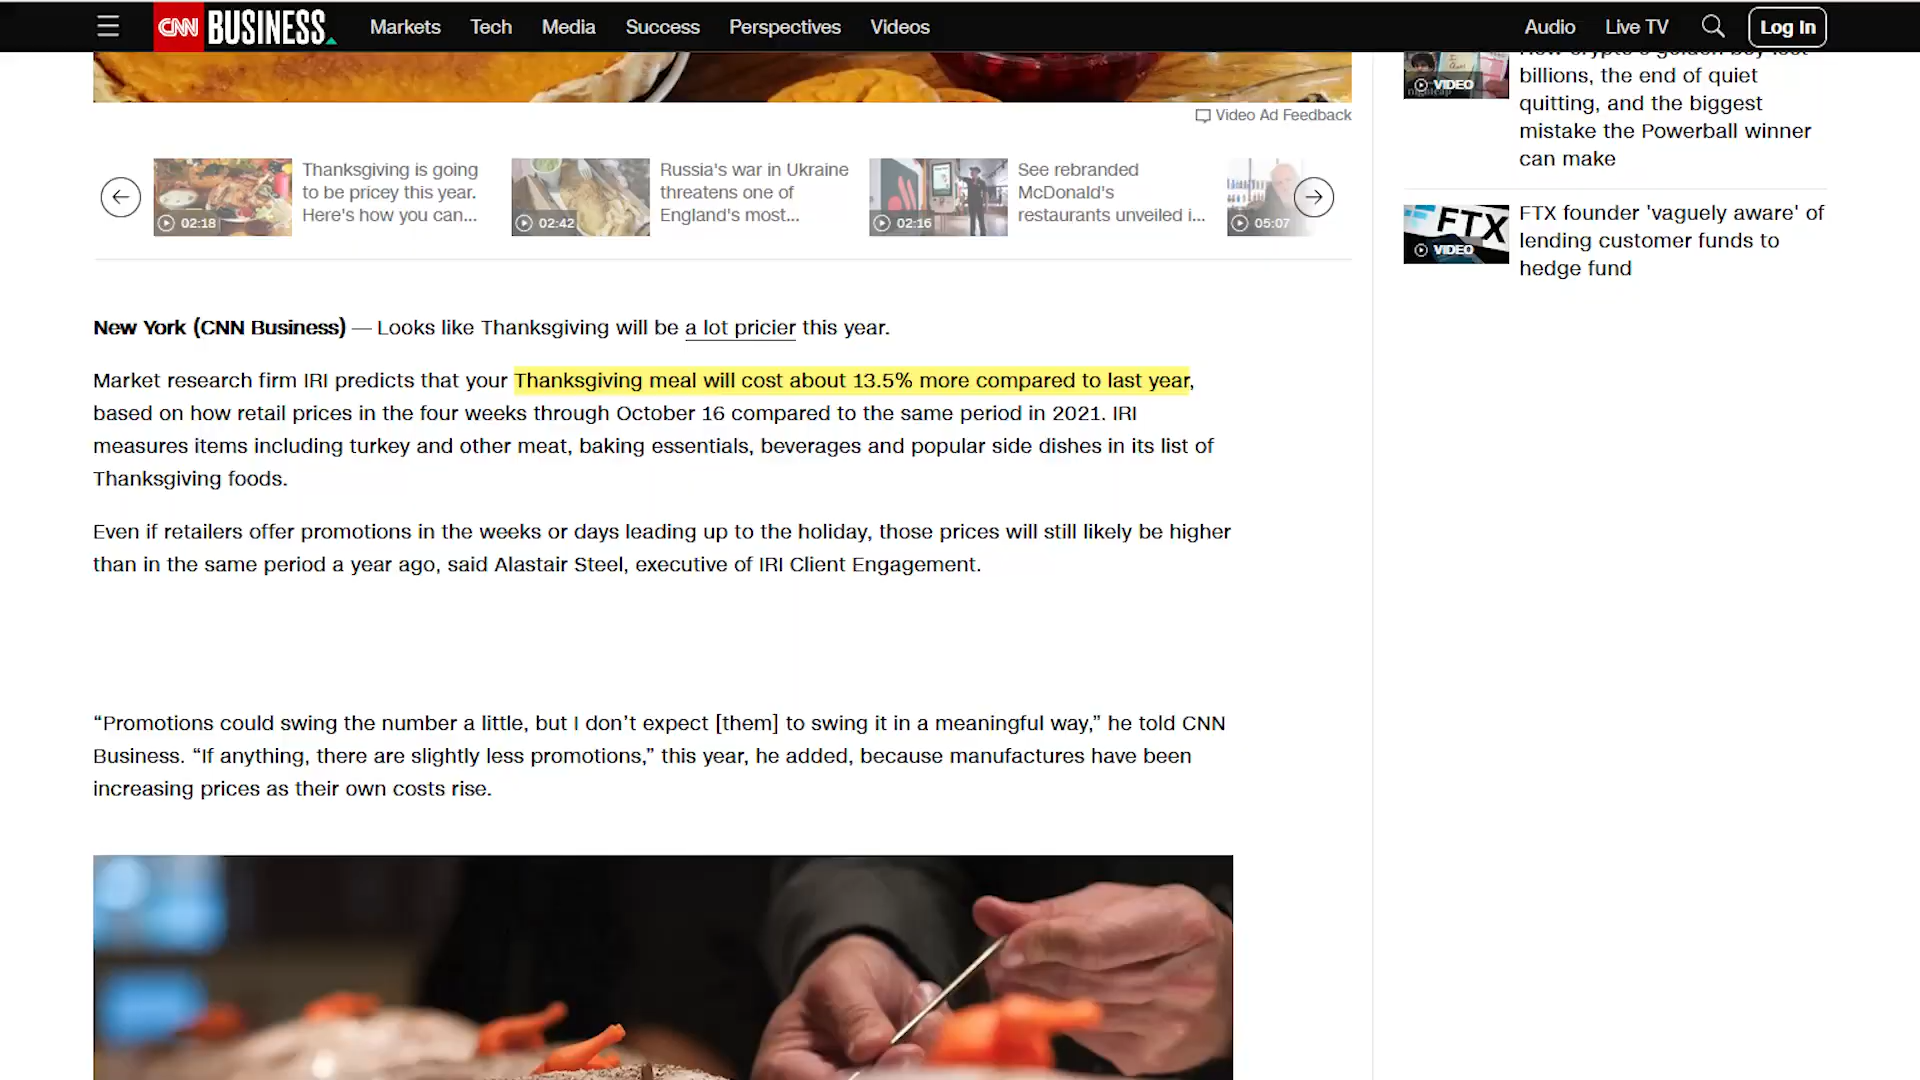 CNN BUSINESS Markets Tech Media Success Perspectives Videos Audio Live TV Log In
Video Ad Feedback
02:18
Thanksgiving is going
to be pricey this year.
Here's how you can...
02:42
Russia's war in Ukraine
threatens one of
England's most...
02:16
See rebranded
McDonald's
restaurants unveiled i...
05:07
New York (CNN Business) — Looks like Thanksgiving will be a lot pricier this year.
Market research firm IRI predicts that your Thanksgiving meal will cost about 13.5% more compared to last year,
based on how retail prices in the four weeks through October 16 compared to the same period in 2021. IRI
measures items including turkey and other meat, baking essentials, beverages and popular side dishes in its list of
Thanksgiving foods.
Even if retailers offer promotions in the weeks or days leading up to the holiday, those prices will still likely be higher
than in the same period a year ago, said Alastair Steel, executive of IRI Client Engagement.
“Promotions could swing the number a little, but I don’t expect [them] to swing it in a meaningful way,” he told CNN
Business. “If anything, there are slightly less promotions,” this year, he added, because manufactures have been
increasing prices as their own costs rise.
VIDEO
How crypto's golden boy lost
billions, the end of quiet
quitting, and the biggest
mistake the Powerball winner
can make
FTX
VIDEO
FTX founder 'vaguely aware' of
lending customer funds to
hedge fund